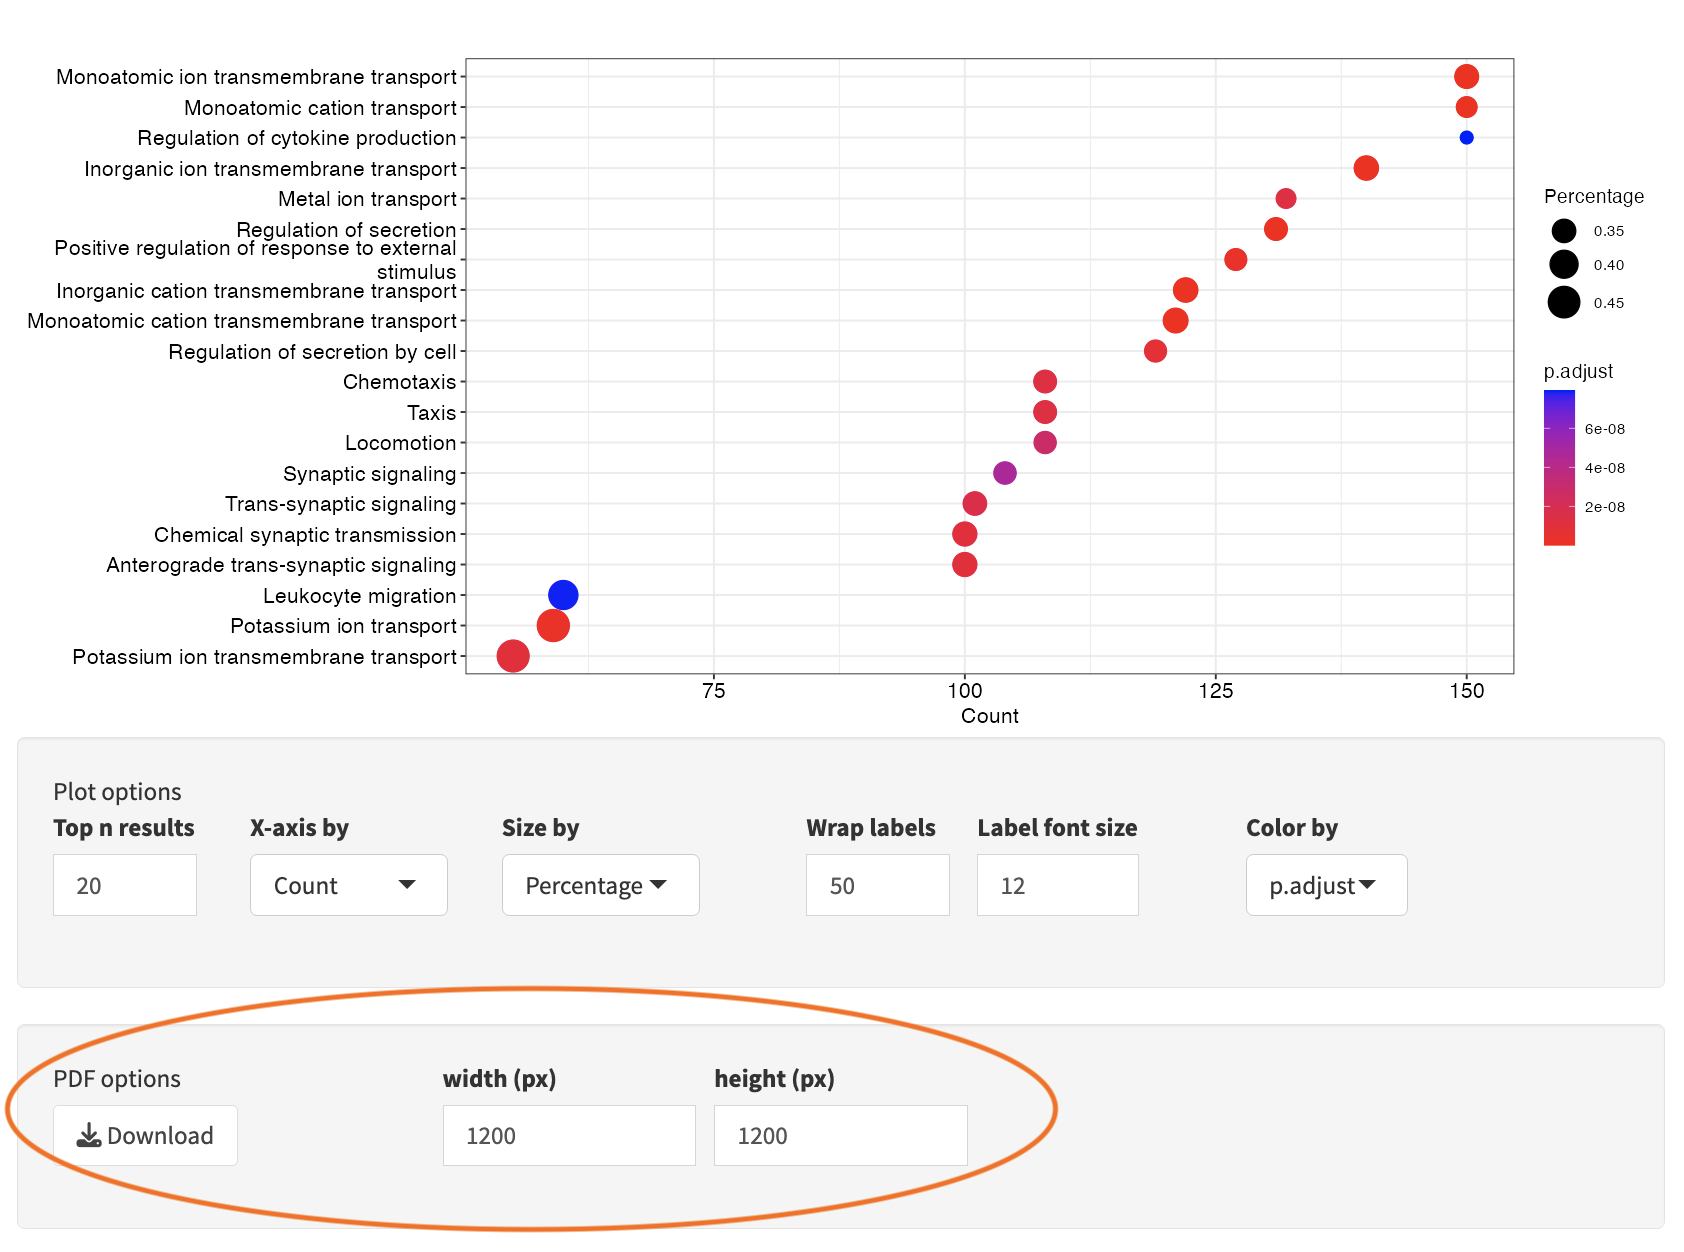 Monoatomic ion transmembrane transport
Monoatomic cation transport
Regulation of cytokine production
Inorganic ion transmembrane transport
Metal ion transport
Regulation of secretion
Positive regulation of response to external
stimulus
Inorganic cation transmembrane transport
Monoatomic cation transmembrane transport
Regulation of secretion by cell
Chemotaxis
Taxis
Locomotion
Synaptic signaling
Trans-synaptic signaling
Chemical synaptic transmission
Anterograde trans-synaptic signaling
Leukocyte migration
Potassium ion transport
Potassium ion transmembrane transport
75 100 125 150
Count
Percentage
0.35
0.40
0.45
p.adjust
6e-08
4e-08
2e-08
Plot options
Top n results X-axis by Size by Wrap labels Label font size Color by
20 Count Percentage 50 12 p.adjust
PDF options width (px) height (px)
Download 1200 1200